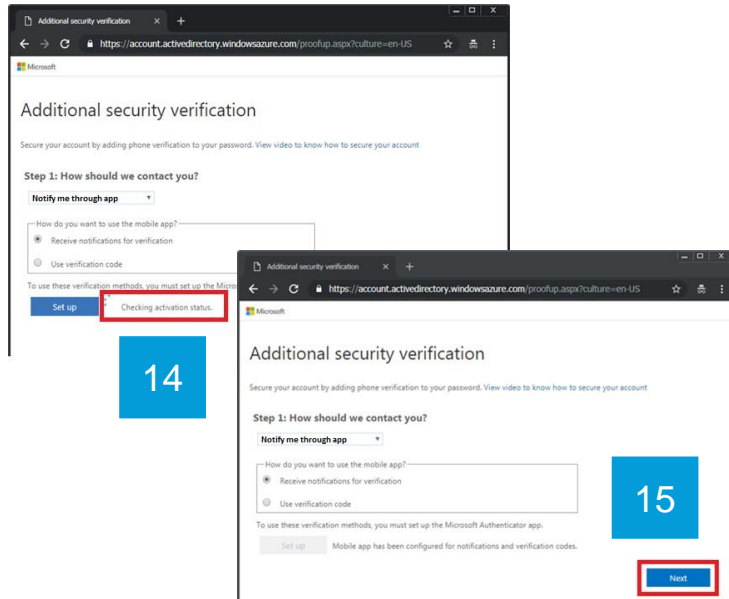 Additional security verification
https://account.activedirectory.windowsazure.com/proofup.aspx?culture=en-US
Microsoft
Additional security verification
Secure your account by adding phone verification to your password. View video to know how to secure your account
Step 1: How should we contact you?
Notify me through app
How do you want to use the mobile app?
Receive notifications for verification
Use verification code
To use these verification methods, you must set up the Micro
Set up Checking activation status.
14
Additional security verification
https://account.activedirectory.windowsazure.com/proofup.aspx?culture=en-US
Microsoft
Additional security verification
Secure your account by adding phone verification to your password. View video to know how to secure your account
Step 1: How should we contact you?
Notify me through app
How do you want to use the mobile app?
Receive notifications for verification
Use verification code
To use these verification methods, you must set up the Microsoft Authenticator app.
Set up Mobile app has been configured for notifications and verification codes.
15
Next